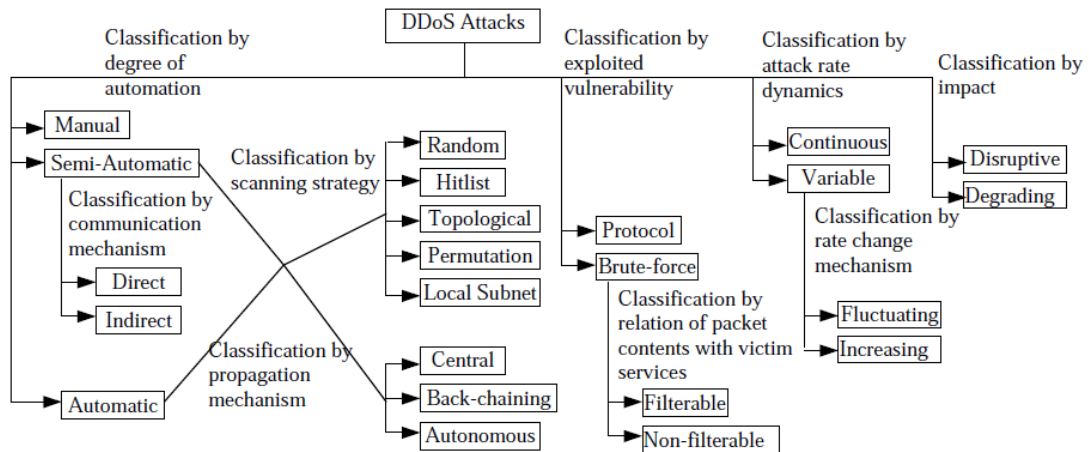 DDoS Attacks
Classification by
degree of
automation
Manual
Semi-Automatic
Classification by
communication
mechanism
Direct
Indirect
Automatic
Classification by
scanning strategy
Random
Hitlist
Topological
Permutation
Local Subnet
Classification by
propagation
mechanism
Central
Back-chaining
Autonomous
Classification by
exploited
vulnerability
Protocol
Brute-force
Classification by
relation of packet
contents with victim
services
Filterable
Non-filterable
Classification by
attack rate
dynamics
Continuous
Variable
Classification by
rate change
mechanism
Fluctuating
Increasing
Classification by
impact
Disruptive
Degrading